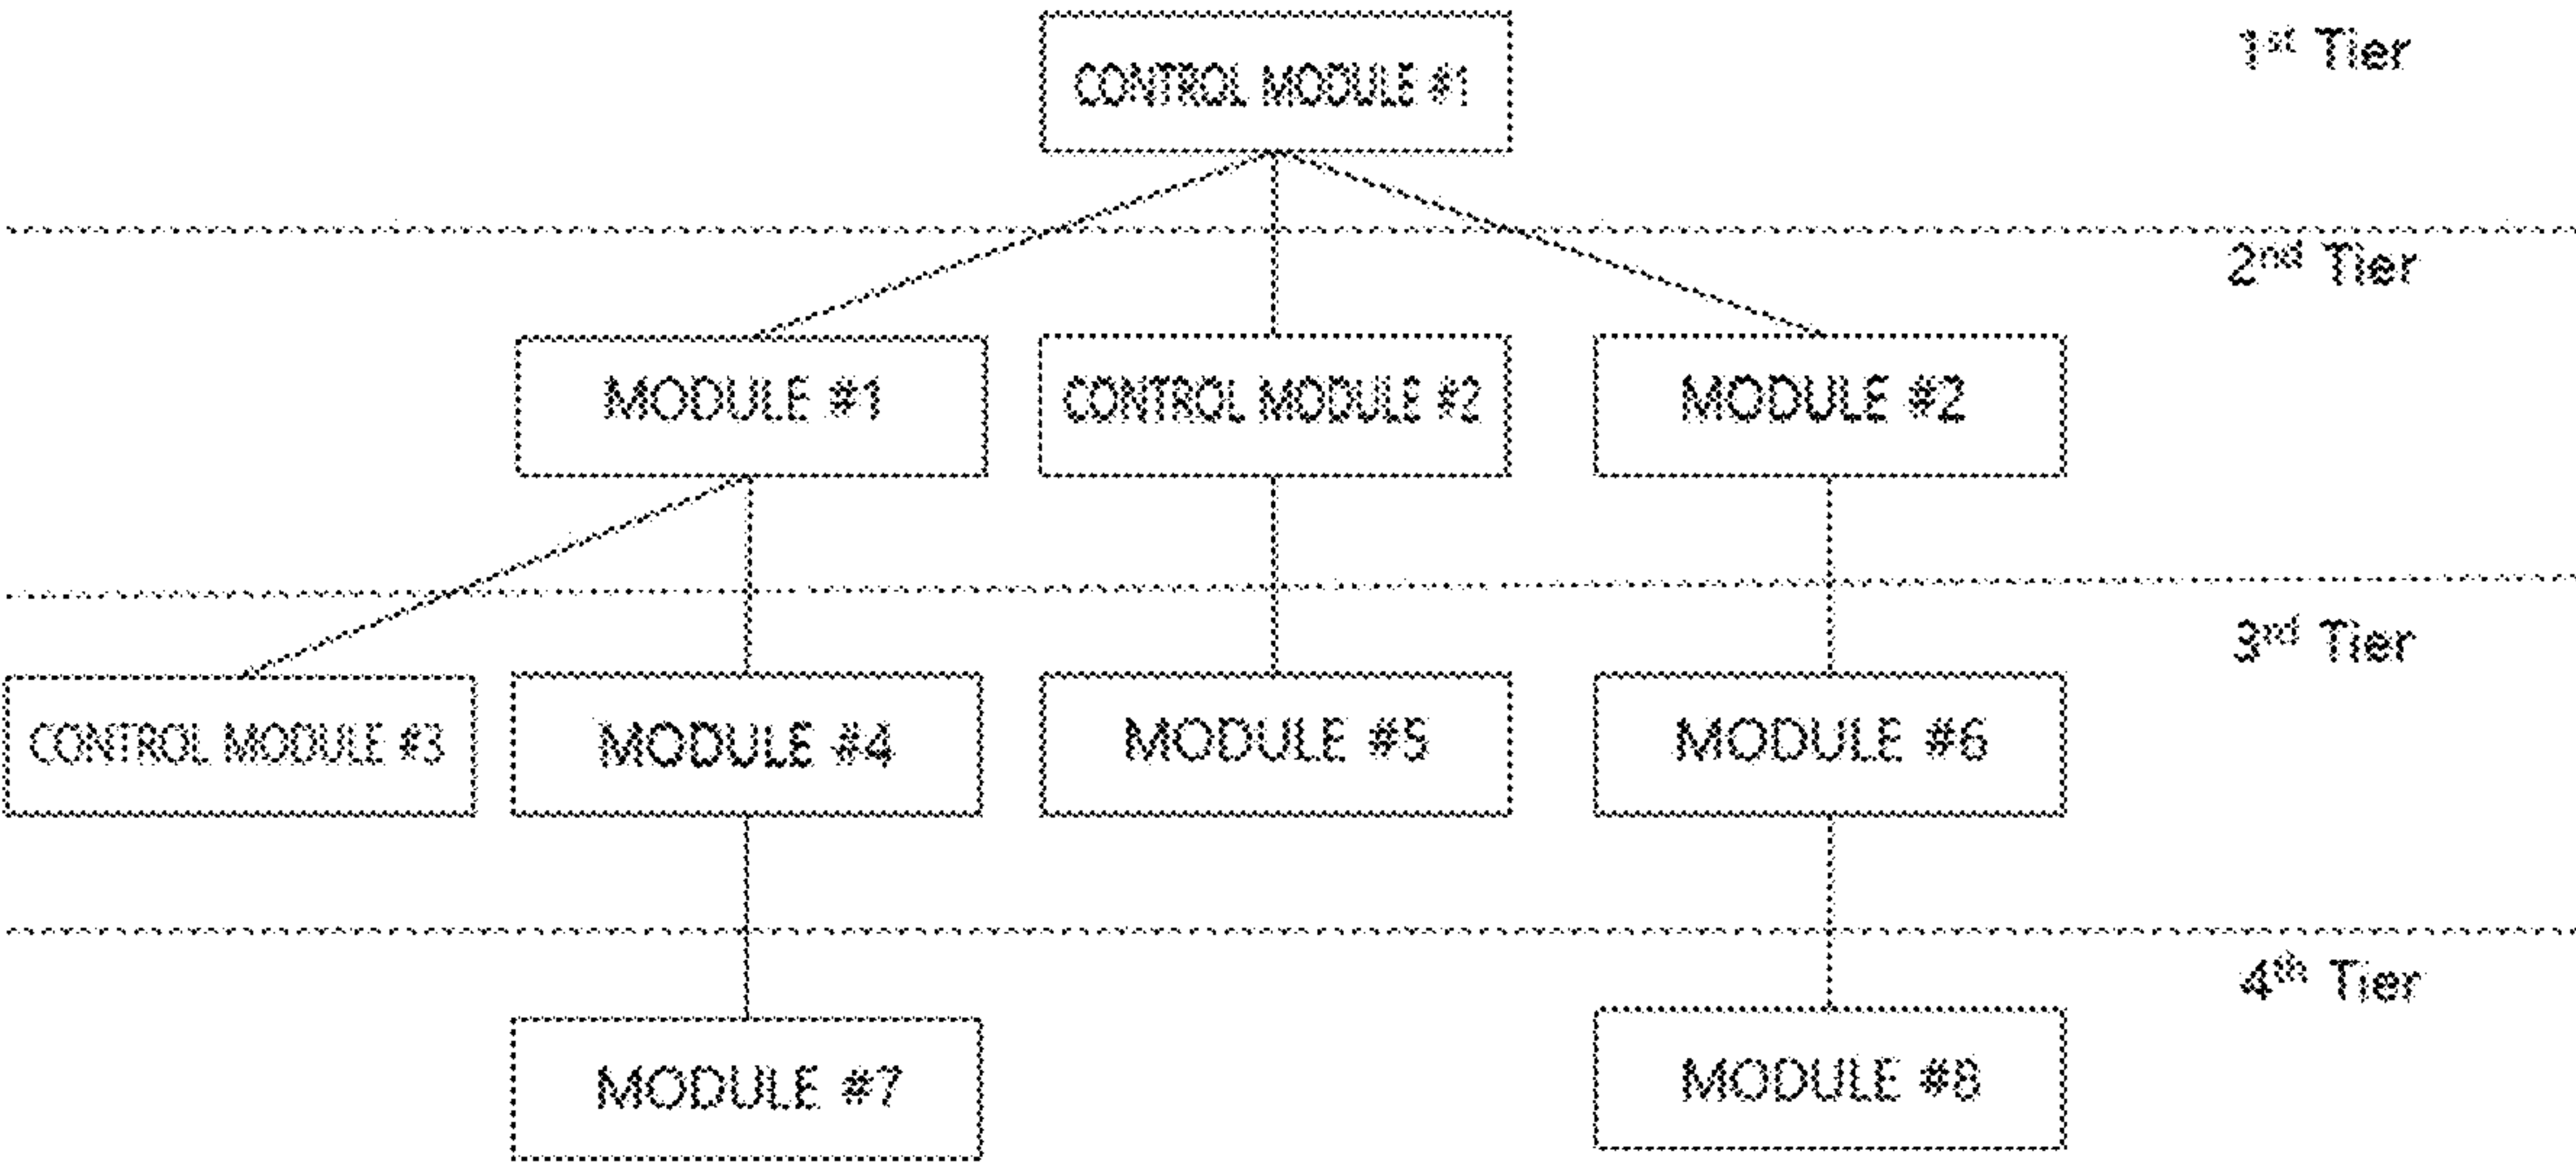 1st Tier
CONTROL MODULE #1
2nd Tier
MODULE #1
CONTROL MODULE #2
MODULE #2
3rd Tier
CONTROL MODULE #3
MODULE #4
MODULE #5
MODULE #6
4th Tier
MODULE #7
MODULE #8